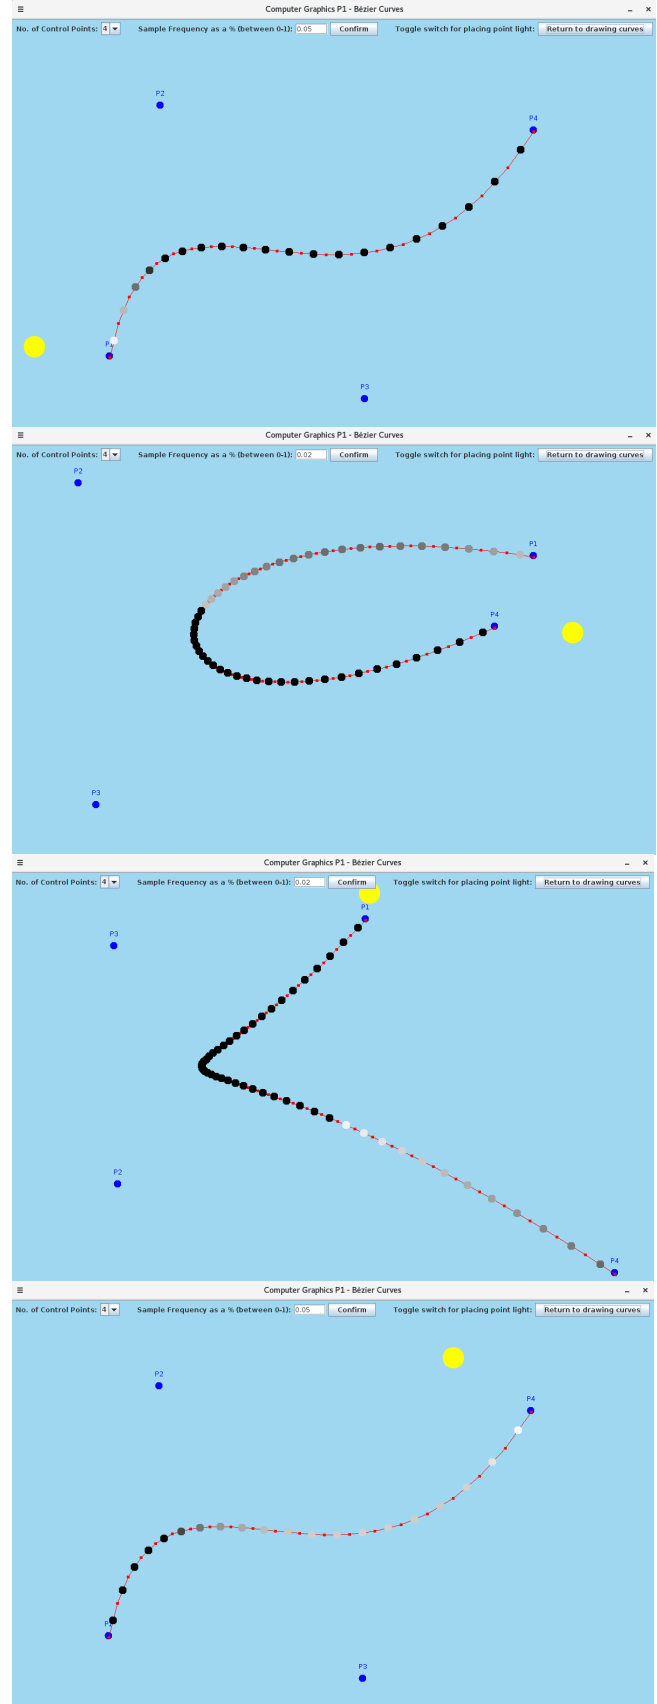 Computer Graphics P1 - Bézier Curves
No. of Control Points: 4 Sample Frequency as a % (between 0-1): 0.05 Confirm Toggle switch for placing point light: Return to drawing curves
P2
P4
P3
Computer Graphics P1 - Bézier Curves
No. of Control Points: 4 Sample Frequency as a % (between 0-1): 0.02 Confirm Toggle switch for placing point light: Return to drawing curves
P2
P1
P4
P3
Computer Graphics P1 - Bézier Curves
No. of Control Points: 4 Sample Frequency as a % (between 0-1): 0.02 Confirm Toggle switch for placing point light: Return to drawing curves
P1
P3
P2
P4
Computer Graphics P1 - Bézier Curves
No. of Control Points: 4 Sample Frequency as a % (between 0-1): 0.05 Confirm Toggle switch for placing point light: Return to drawing curves
P2
P4
P3